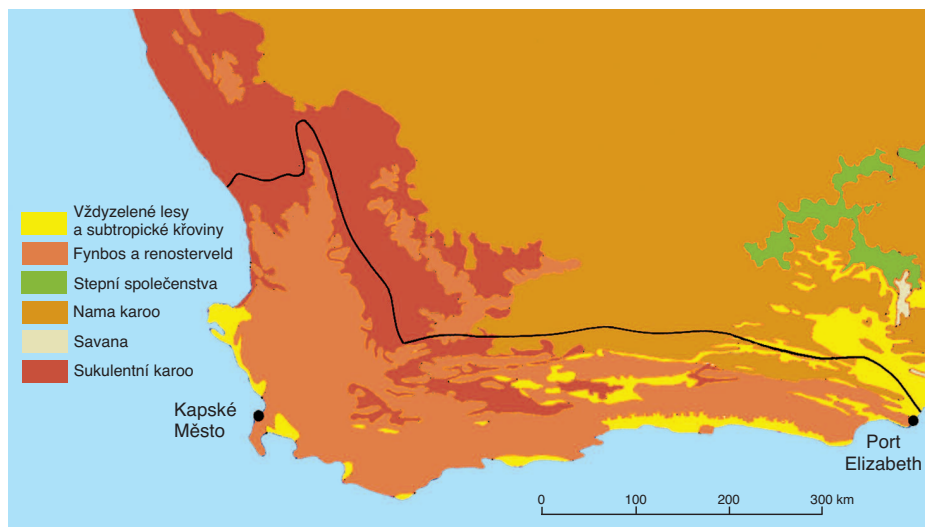 Vždyzelené lesy
a subtropické křoviny
Fynbos a renosterveld
Stepní společenstva
Nama karoo
Savana
Sukulentní karoo
Kapské
Město
Port
Elizabeth
0 100 200 300 km